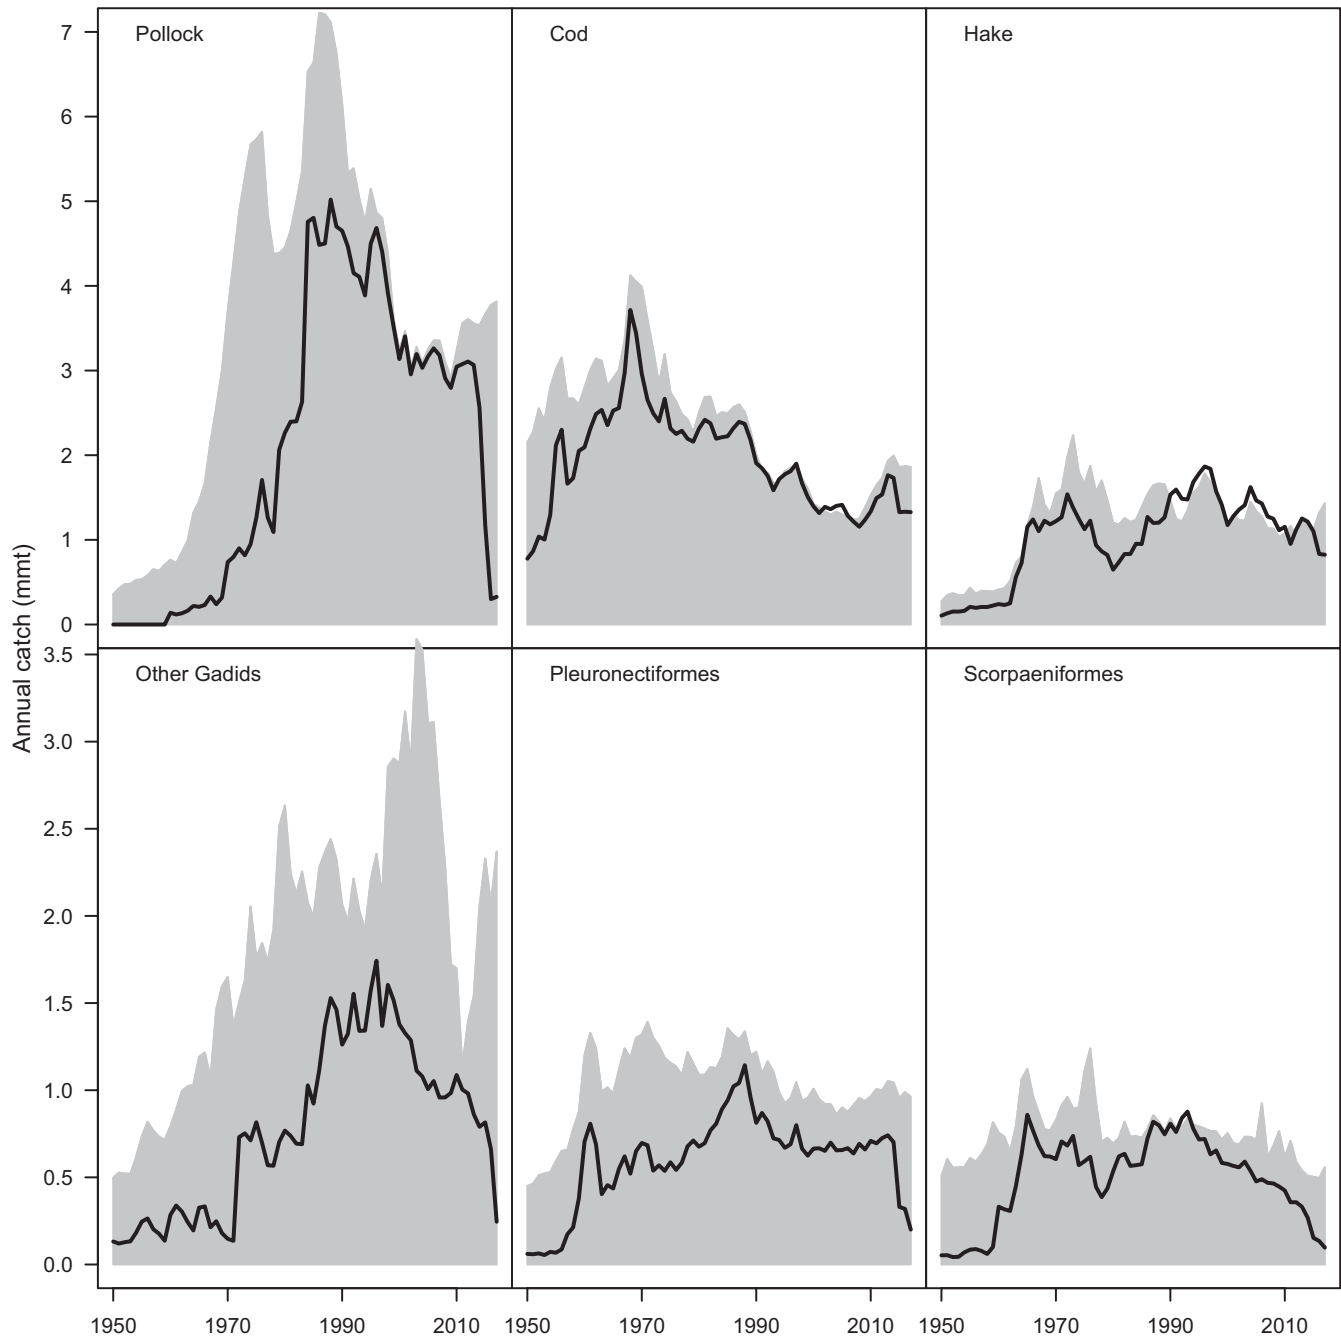 Pollock
Cod
Hake
7
6
5
4
3
2
1
0
Annual catch (mmt)
Other Gadids
Pleuronectiformes
Scorpaeniformes
3.5
3.0
2.5
2.0
1.5
1.0
0.5
0.0
1950 1970 1990 2010 1950 1970 1990 2010 1950 1970 1990 2010